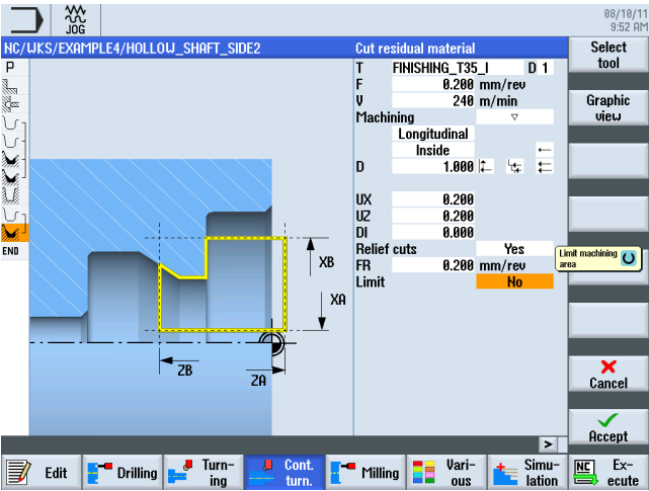 JOG
08/10/11
9:52 AM
NC/WKS/EXAMPLE4/HOLLOW_SHAFT_SIDE2
Cut residual material
Select
tool
P
T FINISHING_T35_I D 1
F 0.200 mm/rev
V 240 m/min
Graphic
view
Machining ▽
Longitudinal
Inside
D 1.000
UX 0.200
UZ 0.200
DI 0.000
Relief cuts Yes
FR 0.200 mm/rev
Limit No
Limit machining
area
END
XB
XA
ZB
ZA
Cancel
Accept
>
Edit
Drilling
Turn-
ing
Cont.
turn.
Milling
Vari-
ous
Simu-
lation
NC
Ex-
ecute